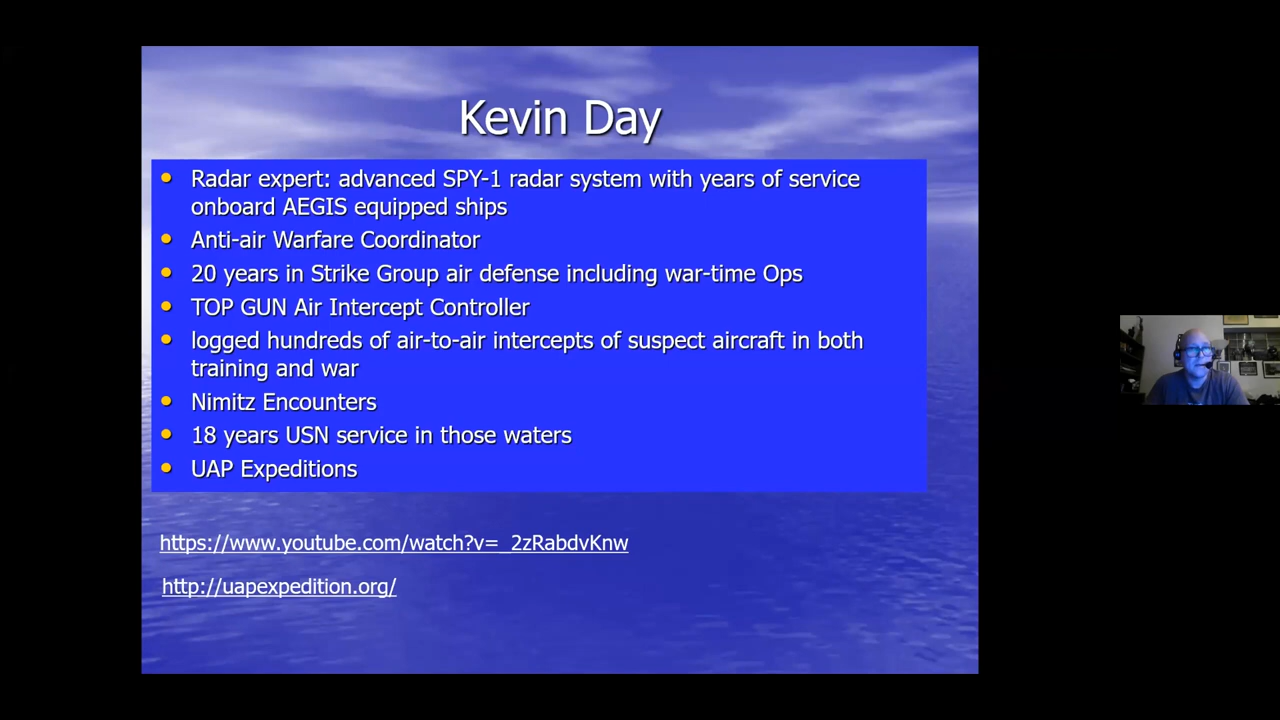 Kevin Day
Radar expert: advanced SPY-1 radar system with years of service
onboard AEGIS equipped ships
Anti-air Warfare Coordinator
20 years in Strike Group air defense including war-time Ops
TOP GUN Air Intercept Controller
logged hundreds of air-to-air intercepts of suspect aircraft in both
training and war
Nimitz Encounters
18 years USN service in those waters
UAP Expeditions
https://www.youtube.com/watch?v=_2zRabdvKnw
http://uapexpedition.org/